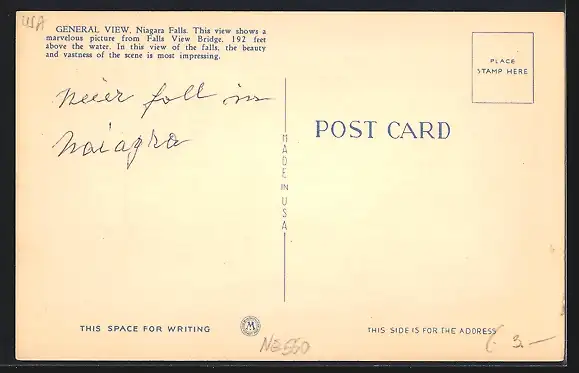 USA
GENERAL VIEW, Niagara Falls. This view shows a
marvelous picture from Falls View Bridge. 192 feet
above the water. In this view of the falls, the beauty
and vastness of the scene is most impressing.
PLACE
STAMP HERE
foll in
Naiagra
POST CARD
MADE IN USA
THIS SPACE FOR WRITING
M
THIS SIDE IS FOR THE ADDRESS
NE550
3.—